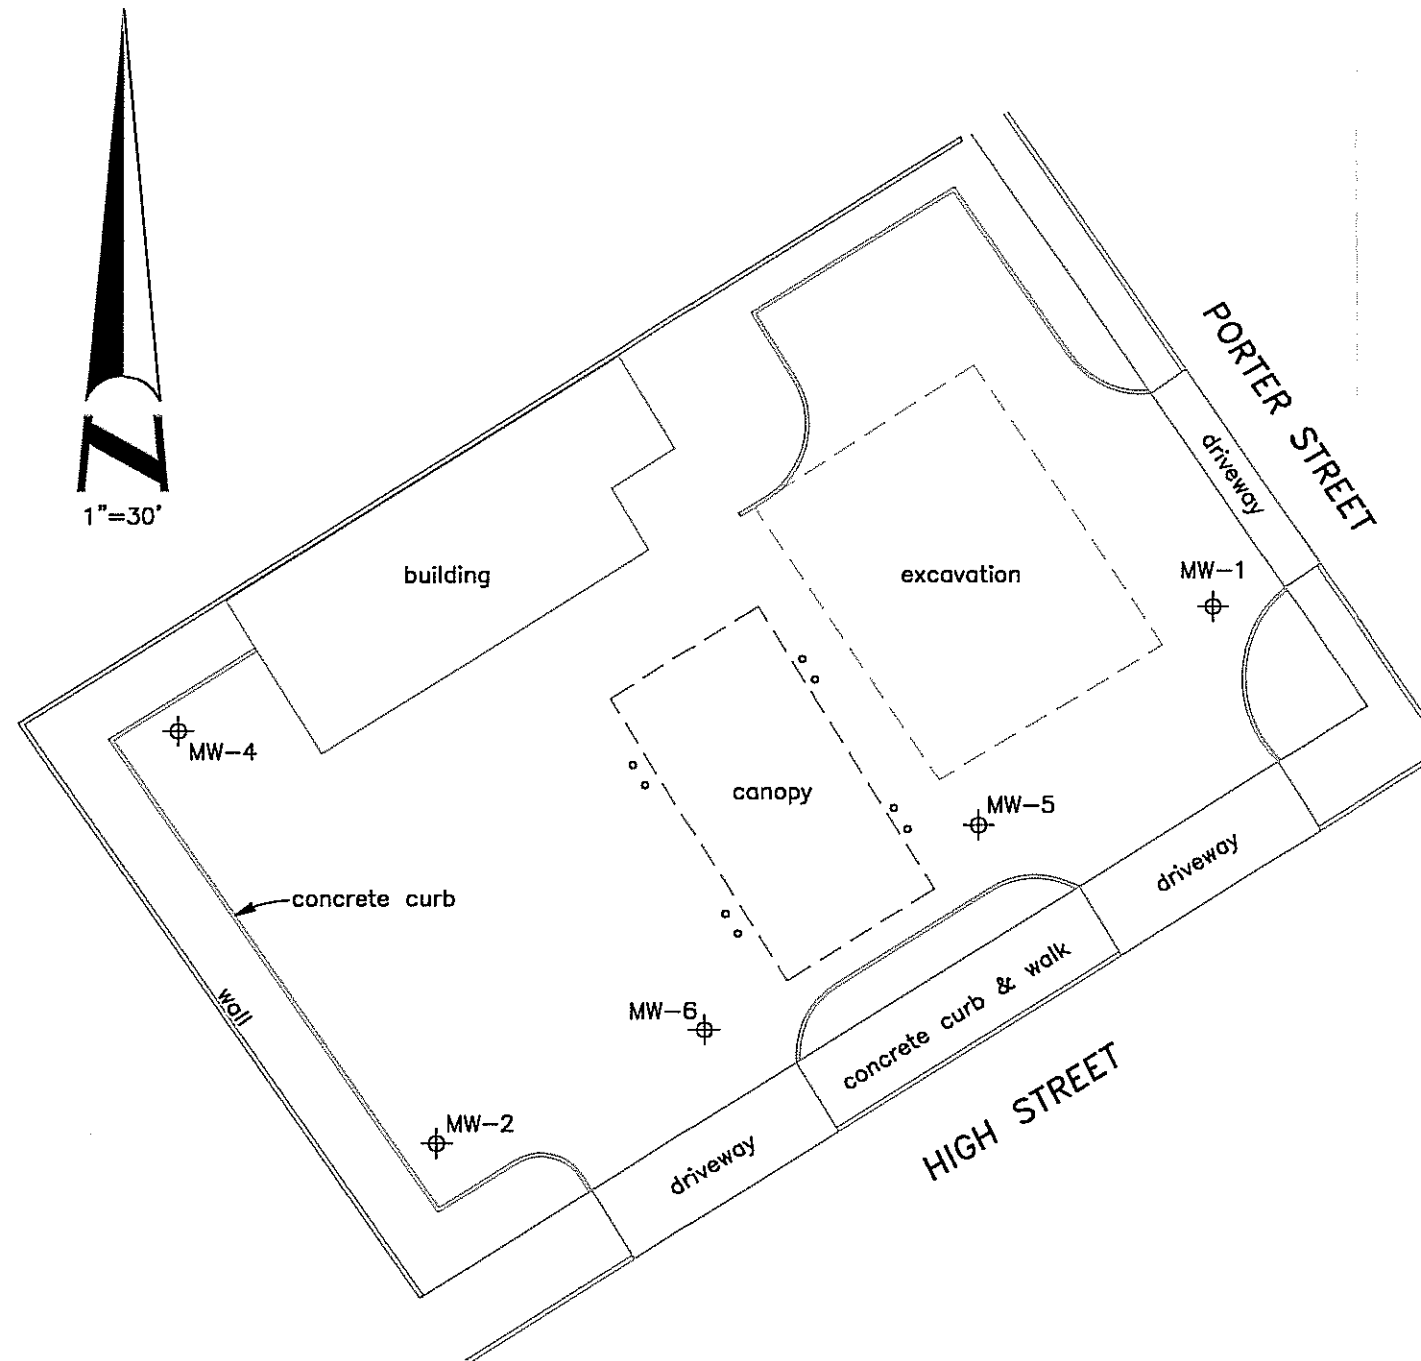 N
1"=30'
PORTER STREET
driveway
building
excavation
MW-1
MW-4
canopy
MW-5
driveway
concrete curb
wall
MW-6
concrete curb & walk
MW-2
driveway
HIGH STREET